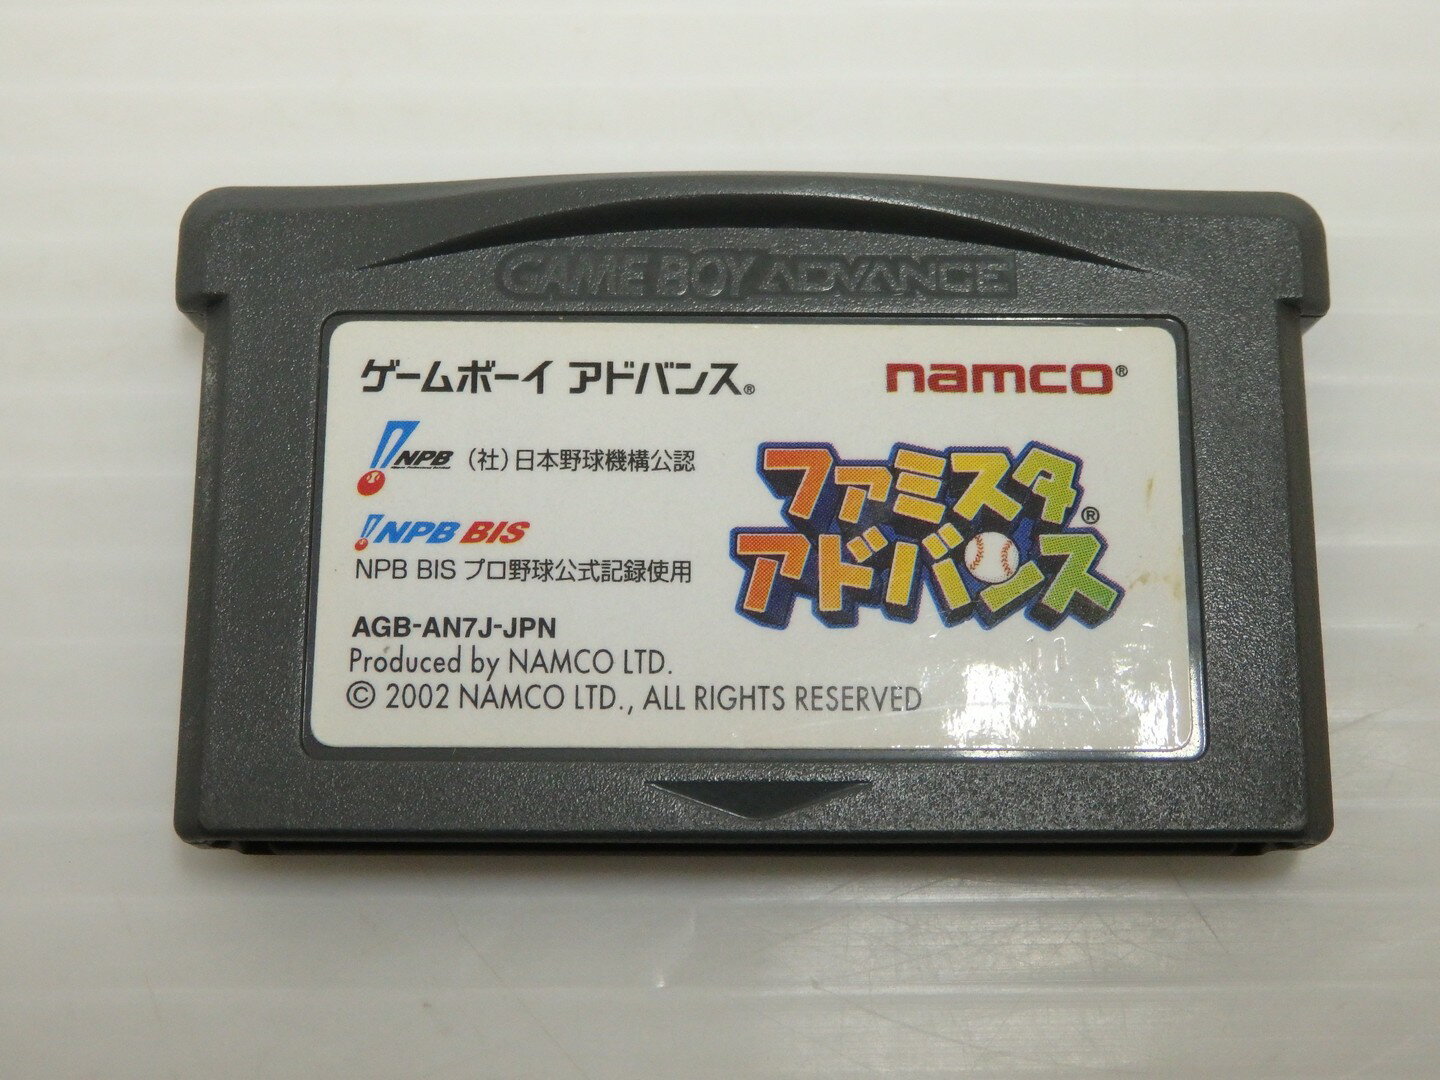 GAME BOY ADVANCE
ゲームボーイ アドバンス®
namco®
NPB (社)日本野球機構公認
NPB BIS
NPB BIS プロ野球公式記録使用
ファミスタ®
アドバンス
AGB-AN7J-JPN
Produced by NAMCO LTD.
© 2002 NAMCO LTD., ALL RIGHTS RESERVED